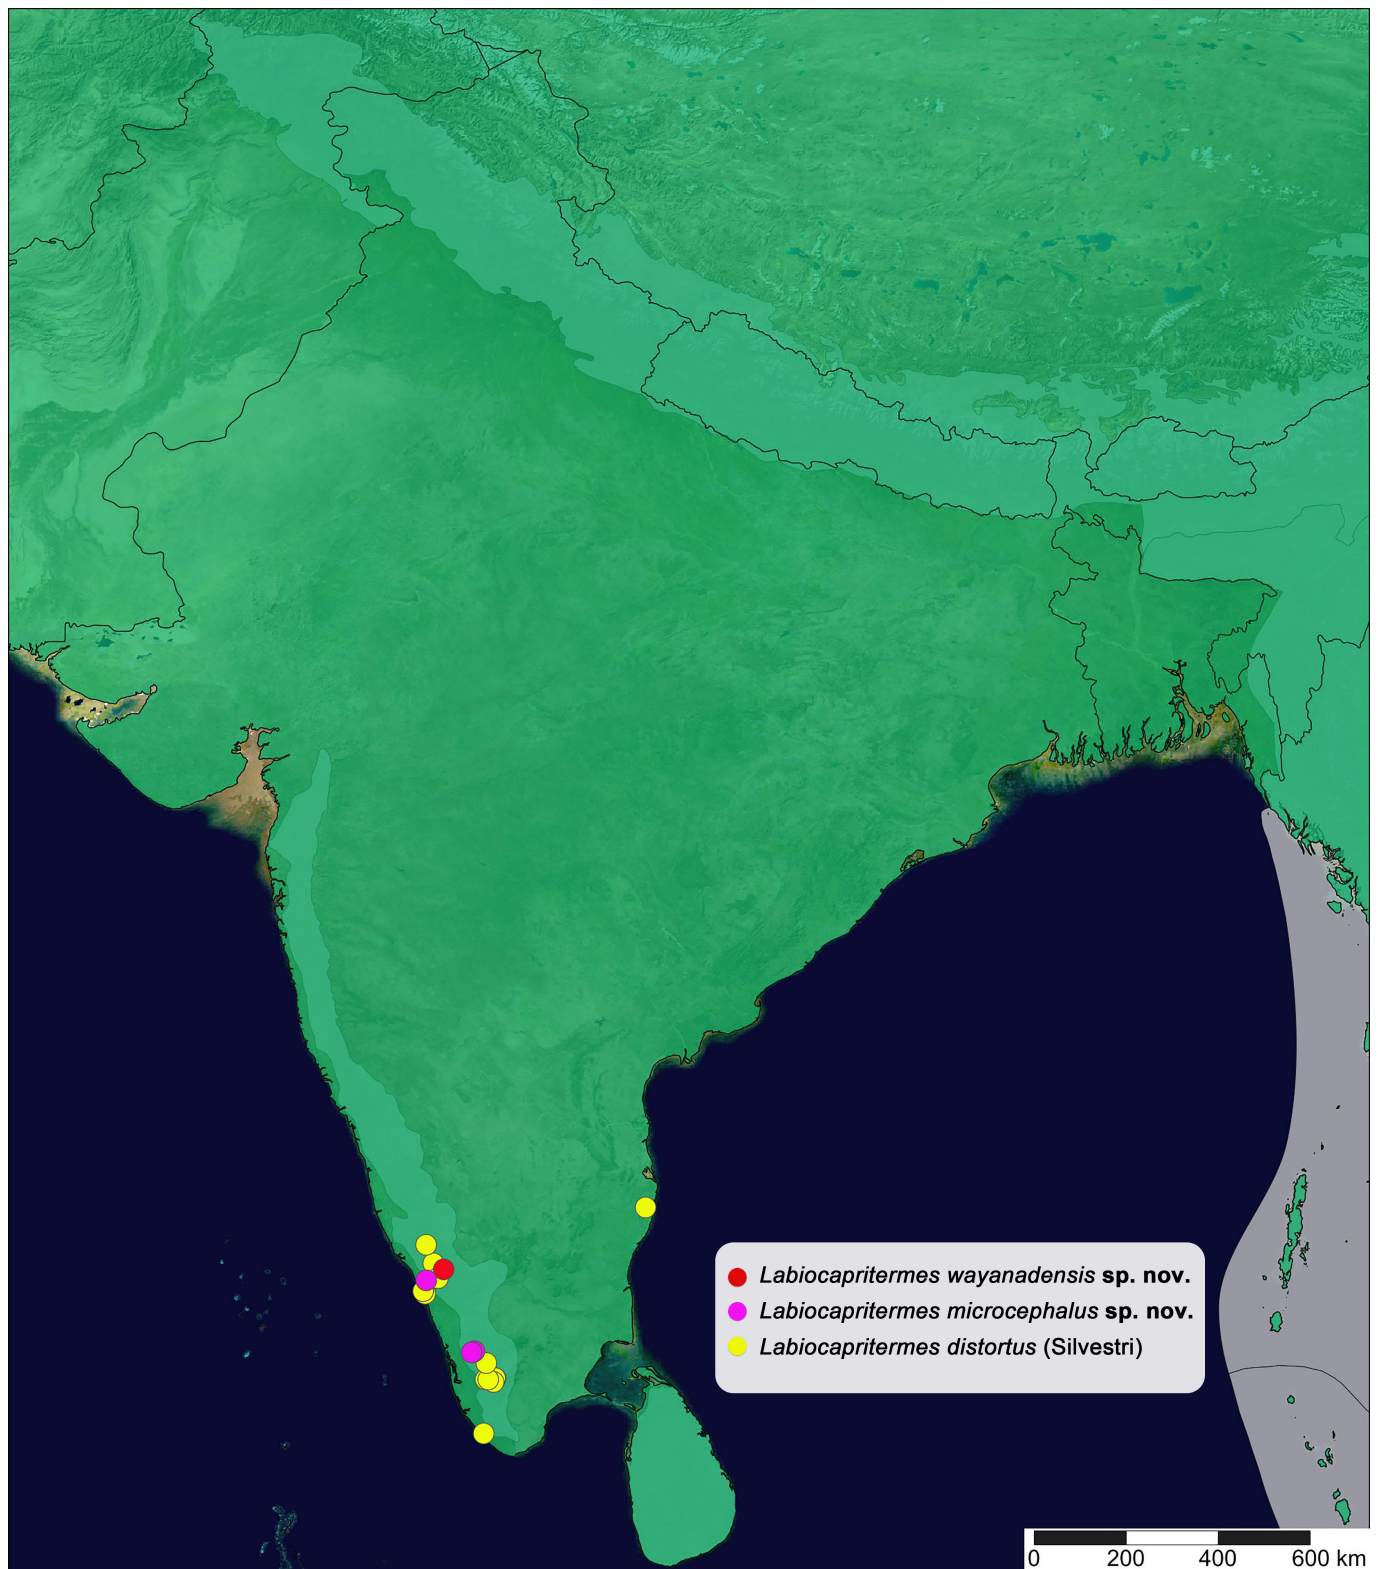 Labiocapritermes wayanadensis sp. nov.
Labiocapritermes microcephalus sp. nov.
Labiocapritermes distortus (Silvestri)
0 200 400 600 km